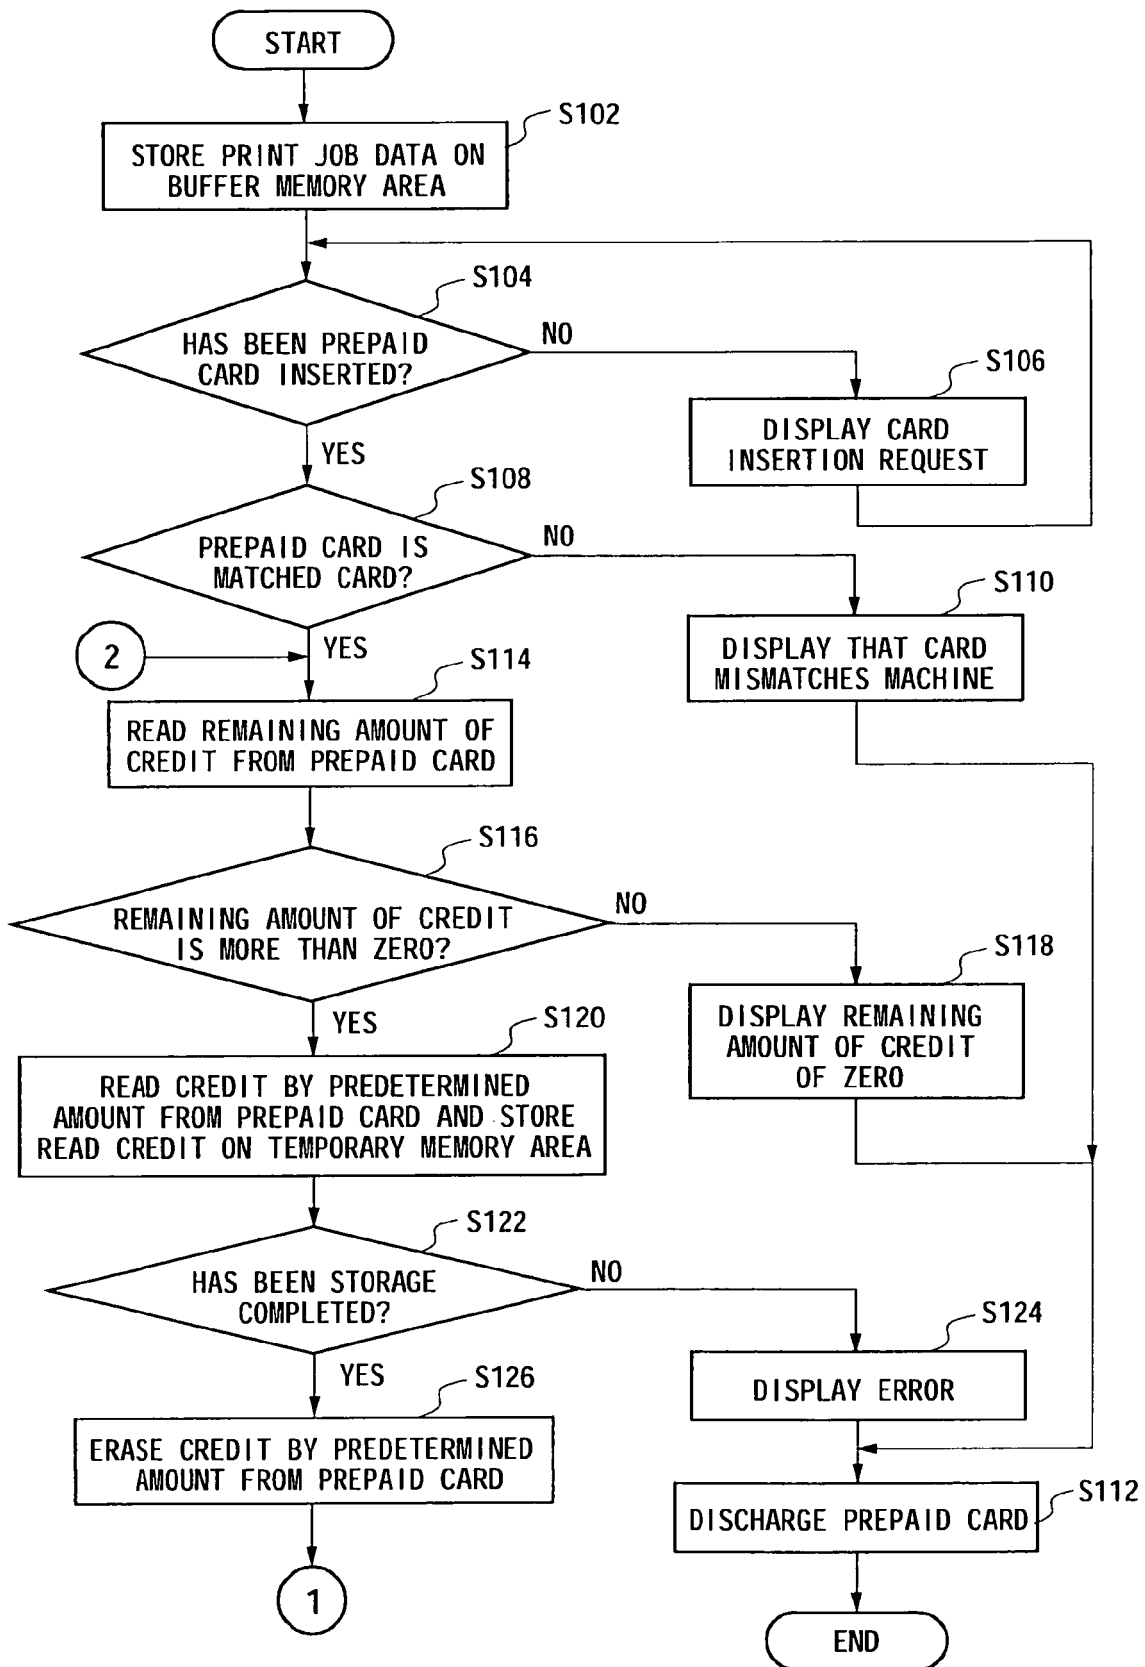 START
S102
STORE PRINT JOB DATA ON
BUFFER MEMORY AREA
S104
HAS BEEN PREPAID
CARD INSERTED?
NO
S106
DISPLAY CARD
INSERTION REQUEST
YES
S108
PREPAID CARD IS
MATCHED CARD?
NO
S110
DISPLAY THAT CARD
MISMATCHES MACHINE
2
YES
S114
READ REMAINING AMOUNT OF
CREDIT FROM PREPAID CARD
S116
REMAINING AMOUNT OF CREDIT
IS MORE THAN ZERO?
NO
S118
DISPLAY REMAINING
AMOUNT OF CREDIT
OF ZERO
YES
S120
READ CREDIT BY PREDETERMINED
AMOUNT FROM PREPAID CARD AND STORE
READ CREDIT ON TEMPORARY MEMORY AREA
S122
HAS BEEN STORAGE
COMPLETED?
NO
S124
DISPLAY ERROR
YES
S126
ERASE CREDIT BY PREDETERMINED
AMOUNT FROM PREPAID CARD
S112
DISCHARGE PREPAID CARD
1
END